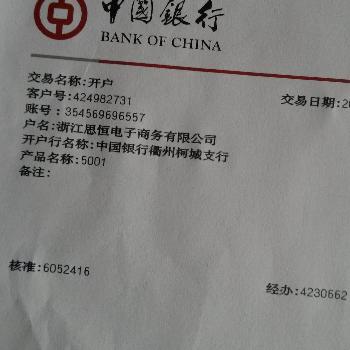 中国银行
BANK OF CHINA
交易名称:开户
客户号:424982731
交易日期:20
账号:354569696557
户名:浙江思恒电子商务有限公司
开户行名称:中国银行衢州柯城支行
产品名称:5001
备注:
核准:6052416
经办:4230662